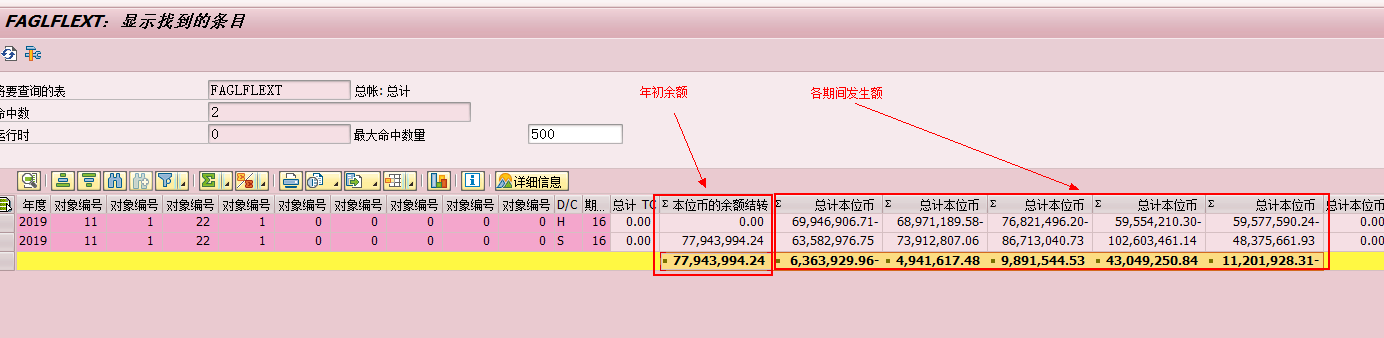 FAGLFLEXT: 显示找到的条目
将要查询的表 FAGLFLEXT 总帐: 总计
命中数 2
运行时 0 最大命中数量 500
年初余额 各期间发生额
详细信息
年度 对象编号 对象编号 对象编号 对象编号 对象编号 对象编号 对象编号 对象编号 对象编号 D/C 期... 总计 TC Σ 本位币的余额结转 Σ 总计本位币 Σ 总计本位币 Σ 总计本位币 Σ 总计本位币 Σ 总计本位币 总计本位币
2019 11 1 22 1 0 0 0 0 0 H 16 0.00 0.00 69,946,906.71- 68,971,189.58- 76,821,496.20- 59,554,210.30- 59,577,590.24- 0.00
2019 11 1 22 1 0 0 0 0 0 S 16 0.00 77,943,994.24 63,582,976.75 73,912,807.06 86,713,040.73 102,603,461.14 48,375,661.93 0.00
77,943,994.24 6,363,929.96- 4,941,617.48 9,891,544.53 43,049,250.84 11,201,928.31-